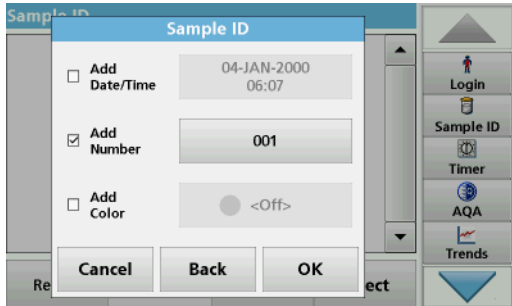 Sample ID
Sample ID
Add
Date/Time
04-JAN-2000
06:07
Add
Number
001
Add
Color
<Off>
Cancel
Back
OK
Login
Sample ID
Timer
AQA
Trends